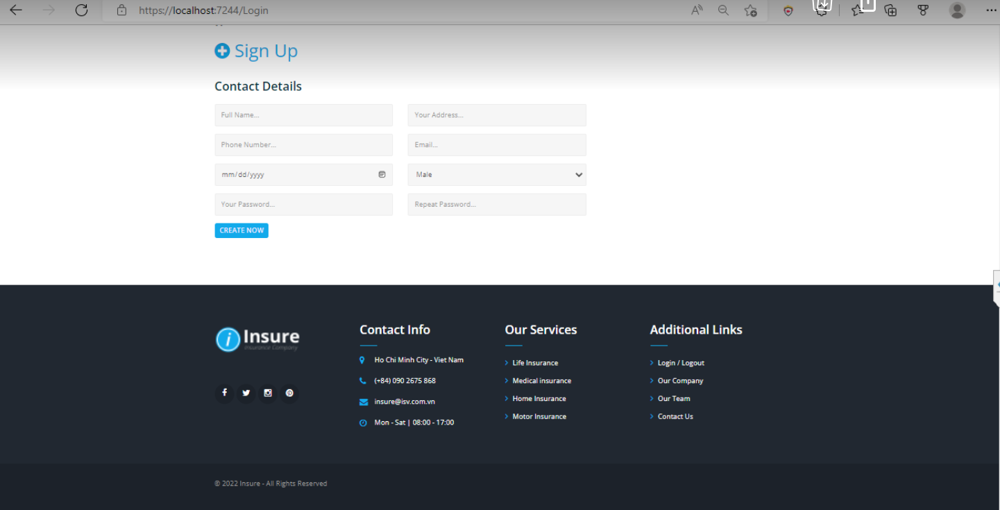 https://localhost:7244/Login
Sign Up
Contact Details
Full Name...
Your Address...
Phone Number...
Email...
mm/dd/yyyy
Male
Your Password...
Repeat Password...
CREATE NOW
i Insure
Insurance Company
Contact Info
Ho Chi Minh City - Viet Nam
(+84) 090 2675 868
insure@isv.com.vn
Mon - Sat | 08:00 - 17:00
Our Services
Life Insurance
Medical insurance
Home Insurance
Motor Insurance
Additional Links
Login / Logout
Our Company
Our Team
Contact Us
© 2022 Insure - All Rights Reserved